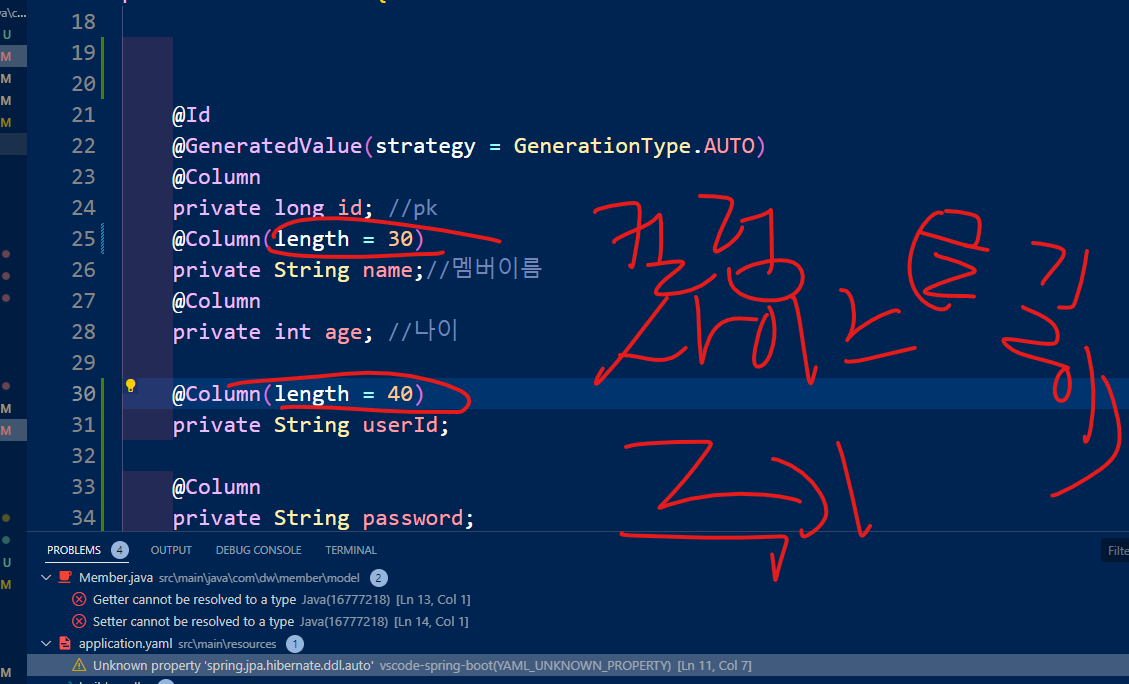 18
19
20
21 @Id
22 @GeneratedValue(strategy = GenerationType.AUTO)
23 @Column
24 private long id; //pk
25 @Column(length = 30)
26 private String name;//멤버이름
27 @Column
28 private int age; //나이
29
30 @Column(length = 40)
31 private String userId;
32
33 @Column
34 private String password;
컬럼
길이
PROBLEMS 4 OUTPUT DEBUG CONSOLE TERMINAL Filte
Member.java src\main\java\com\dw\member\model 2
Getter cannot be resolved to a type Java(16777218) [Ln 13, Col 1]
Setter cannot be resolved to a type Java(16777218) [Ln 14, Col 1]
application.yaml src\main\resources 1
Unknown property 'spring.jpa.hibernate.ddl.auto' vscode-spring-boot(YAML_UNKNOWN_PROPERTY) [Ln 11, Col 7]